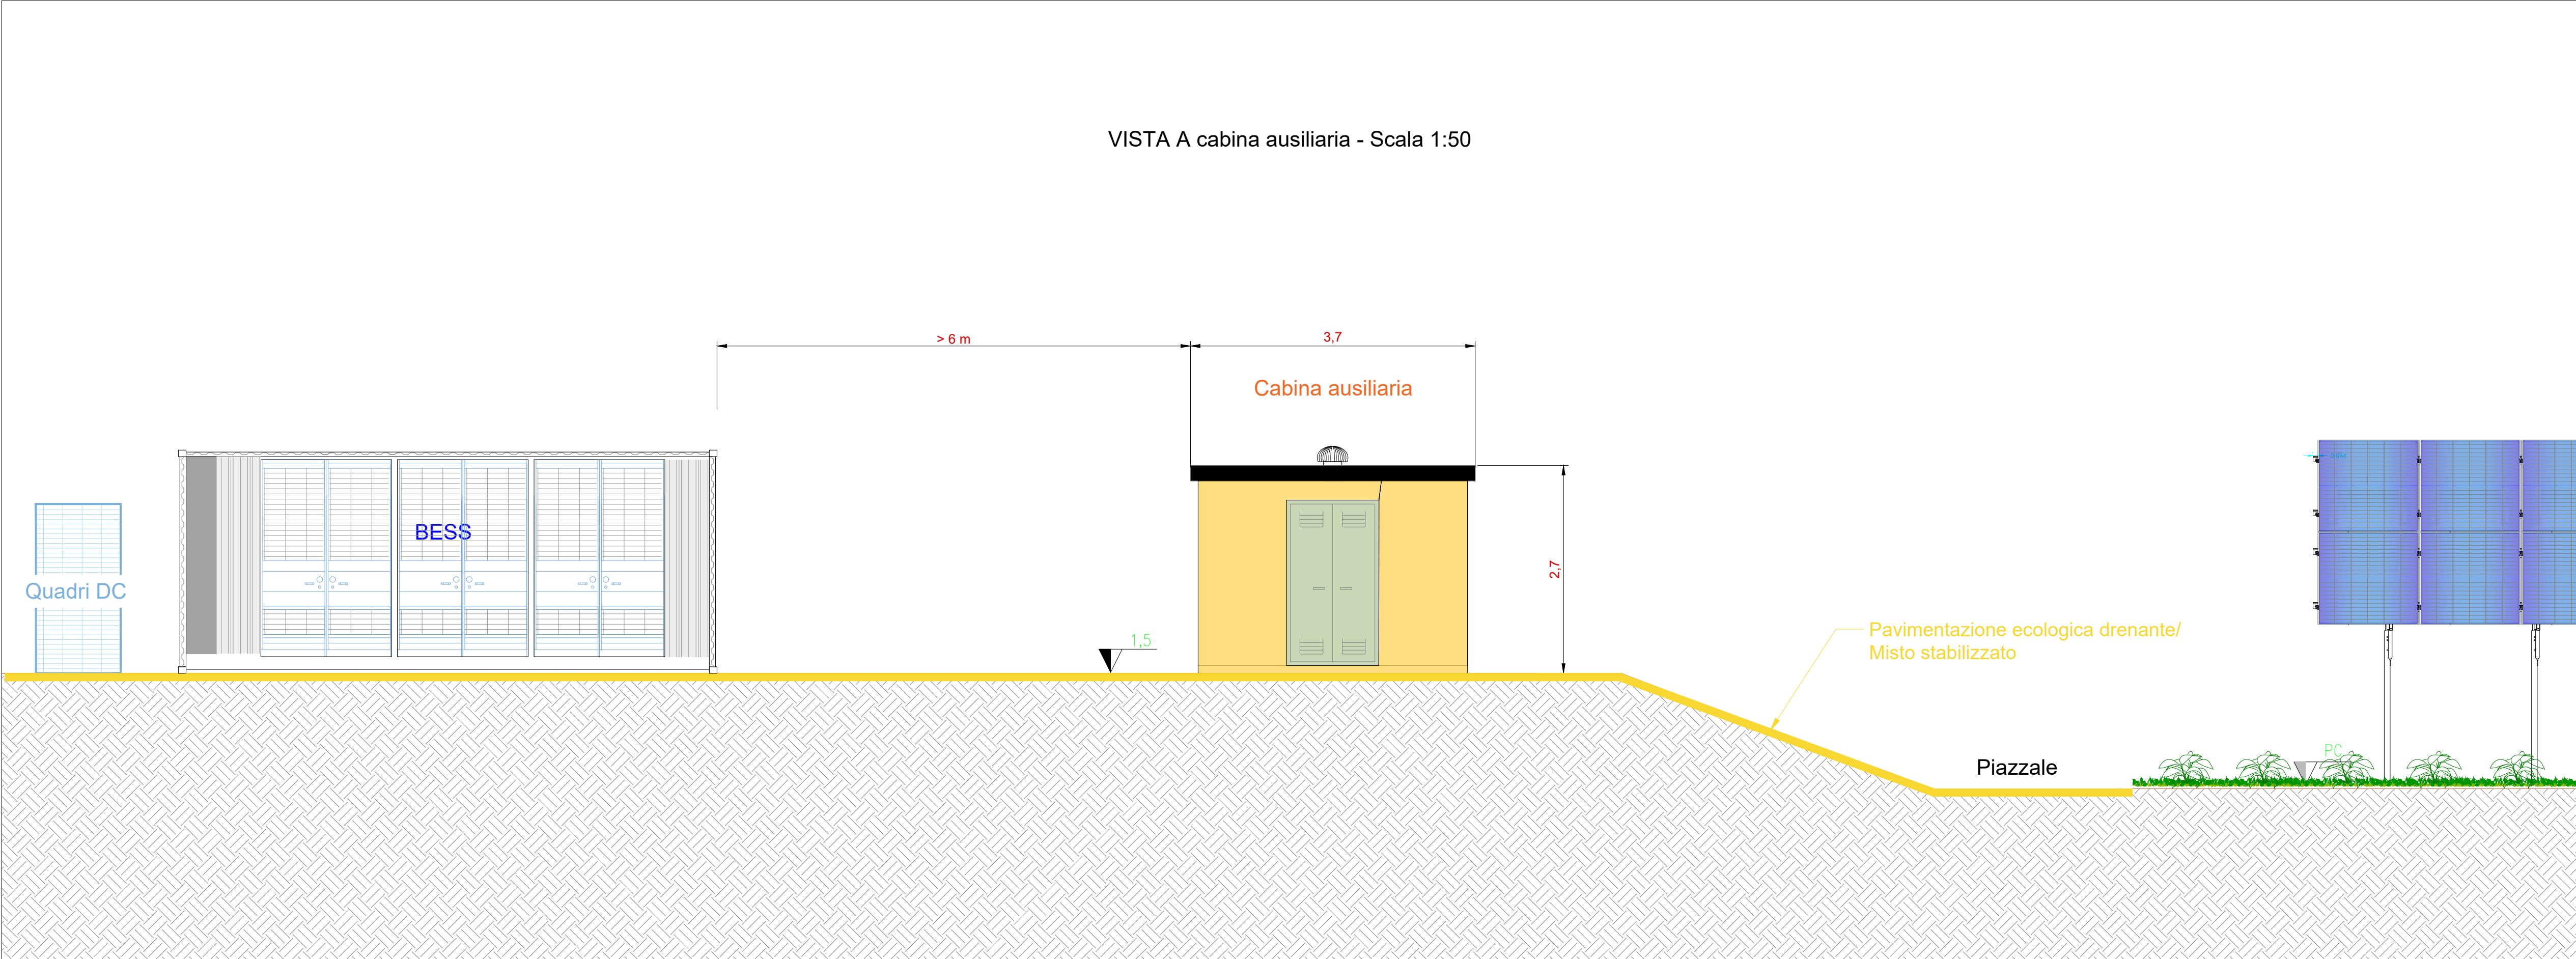 VISTA A cabina ausiliaria - Scala 1:50
> 6 m
3,7
Cabina ausiliaria
BESS
Quadri DC
2,7
1,5
Pavimentazione ecologica drenante/
Misto stabilizzato
PC
Piazzale